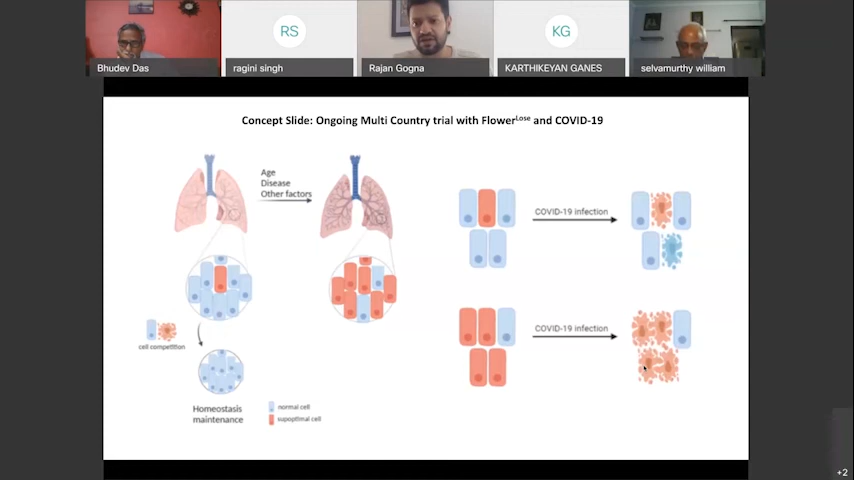 RS
KG
Bhudev Das
ragini singh
Rajan Gogna
KARTHIKEYAN GANES
selvamurthy william
Concept Slide: Ongoing Multi Country trial with FlowerLose and COVID-19
Age
Disease
Other factors
COVID-19 infection
COVID-19 infection
cell competition
Homeostasis
maintenance
normal cell
supoptimal cell
+2